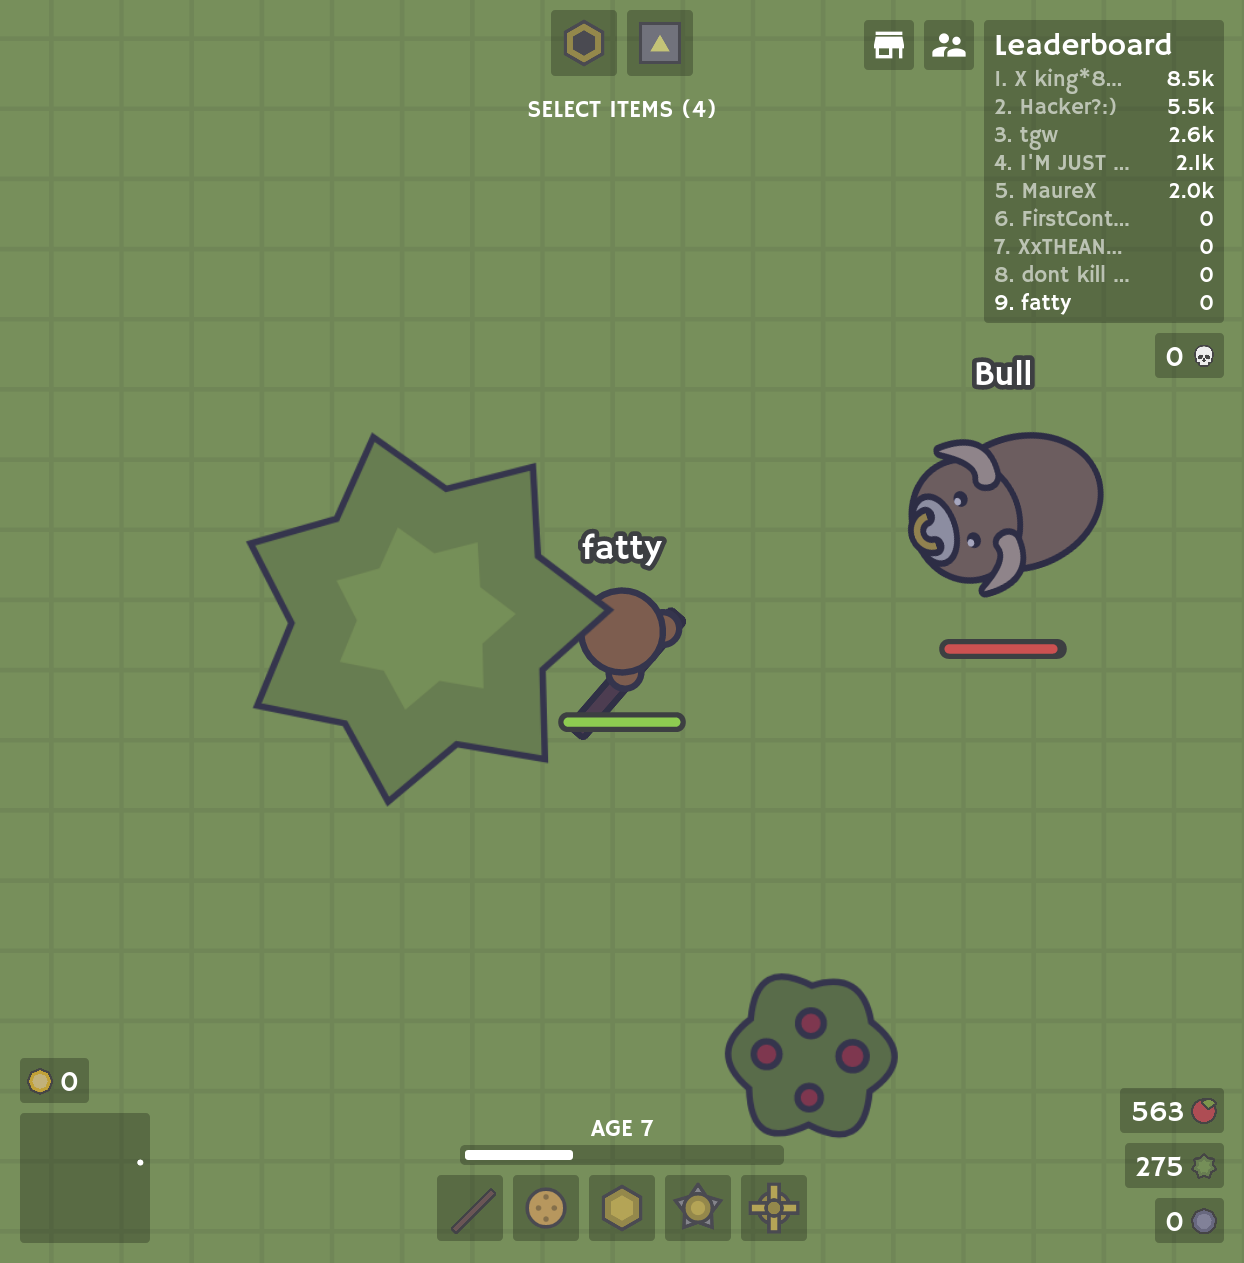 SELECT ITEMS (4)
Leaderboard
1. X king*8... 8.5k
2. Hacker?:) 5.5k
3. tgw 2.6k
4. I'M JUST ... 2.1k
5. MaureX 2.0k
6. FirstCont... 0
7. XxTHEAN... 0
8. dont kill ... 0
9. fatty 0
0
Bull
fatty
0
AGE 7
563
275
0